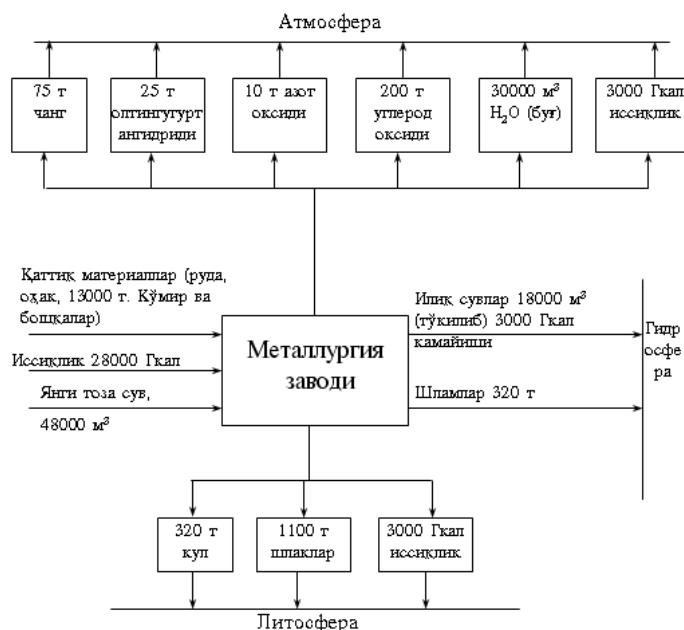 Атмосфера
75 т
чанг
25 т
олтингугурт
ангидриди
10 т азот
оксиди
200 т
углерод
оксиди
30000 м³
H₂O (буғ)
3000 Гкал
иссиқлик
Қаттиқ материаллар (руда,
оҳак, 13000 т. Кўмир ва
бошқалар)
Иссиқлик 28000 Гкал
Янги тоза сув,
48000 м³
Металлургия
заводи
Илиқ сувлар 18000 м³
(тўкилиб) 3000 Гкал
камайиши
Шламлар 320 т
Гидр
осфе
ра
320 т
кул
1100 т
шлаклар
3000 Гкал
иссиқлик
Литосфера